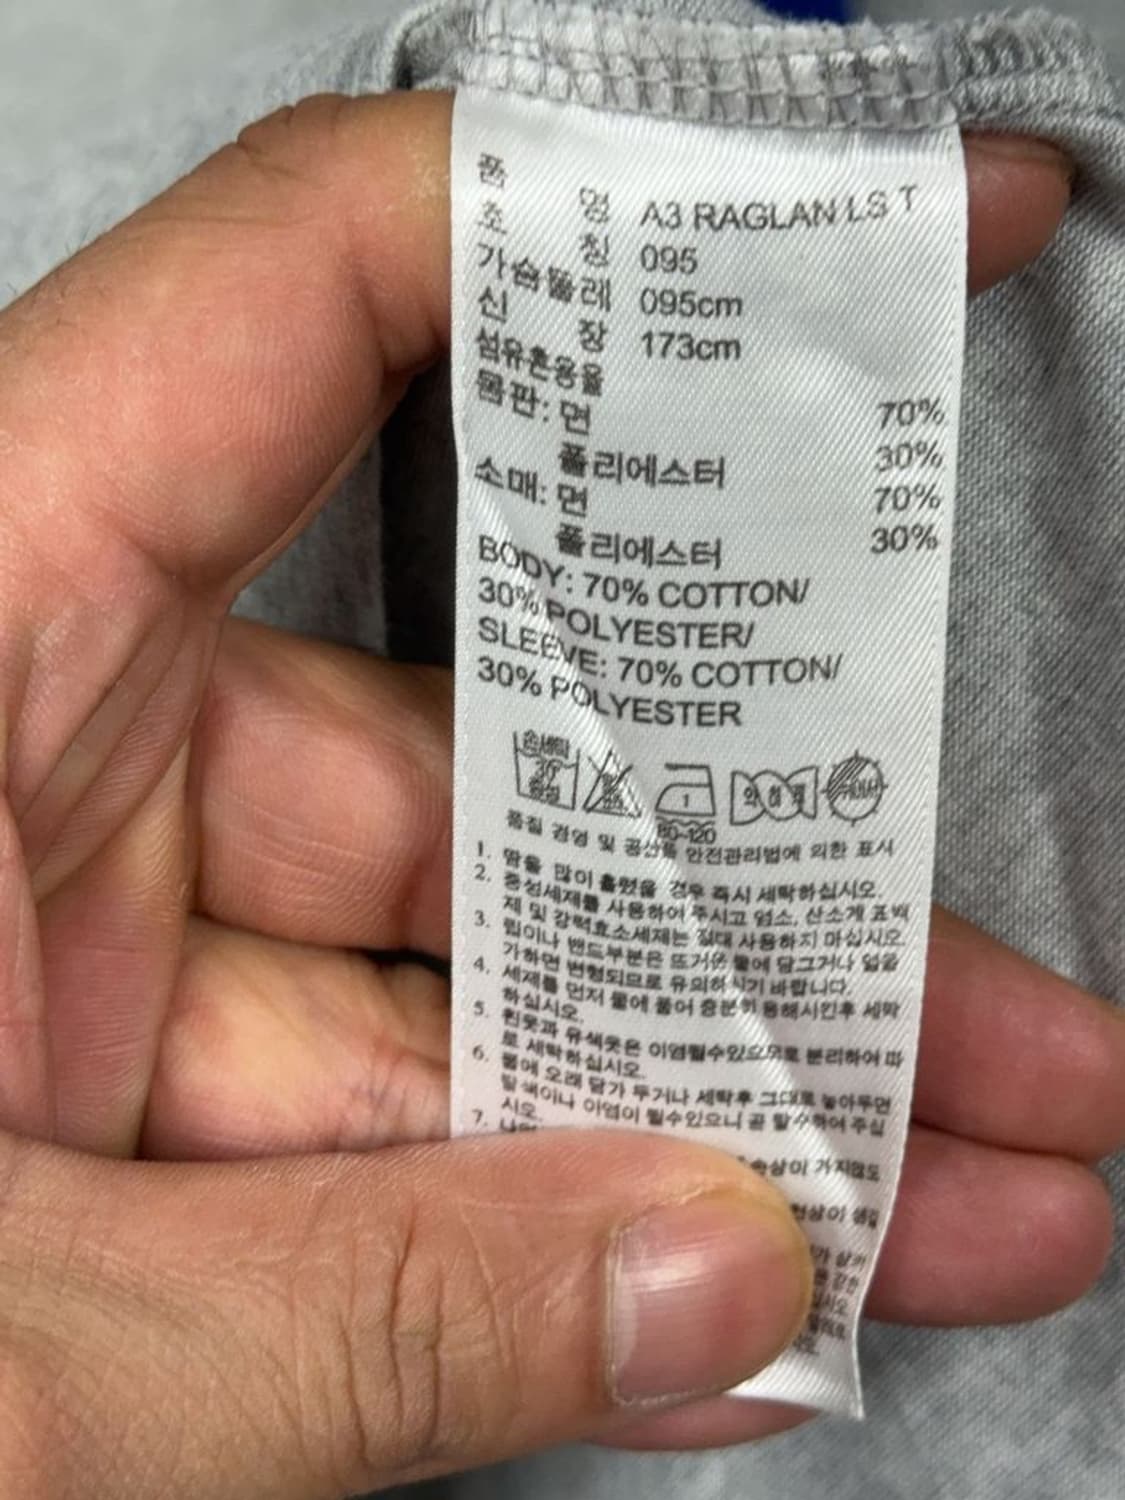 품 명 A3 RAGLAN LS T
호 칭 095
가슴둘레 095cm
신 장 173cm
섬유혼용율
몸판: 면 70%
폴리에스터 30%
소매: 면 70%
폴리에스터 30%
BODY: 70% COTTON/
30% POLYESTER/
SLEEVE: 70% COTTON/
30% POLYESTER
손세탁
30°
중성
약하게
1
80~120
품질 경영 및 공산품 안전관리법에 의한 표시
1. 땀을 많이 흘렸을 경우 즉시 세탁하십시오.
2. 중성세제를 사용하여 주시고 염소, 산소계 표백
제 및 강력효소세제는 절대 사용하지 마십시오.
3. 립이나 밴드부분은 뜨거운 물에 담그거나 열을
가하면 변형되므로 유의하시기 바랍니다.
4. 세제를 먼저 물에 풀어 충분히 용해시킨후 세탁
하십시오.
5. 흰옷과 유색옷은 이염될수있으므로 분리하여 따
로 세탁하십시오.
6. 물에 오래 담가 두거나 세탁후 그대로 놓아두면
탈색이나 이염이 될수있으니 곧 탈수하여 주십
시오.
7.
손상이 가지않도
현상이 생길